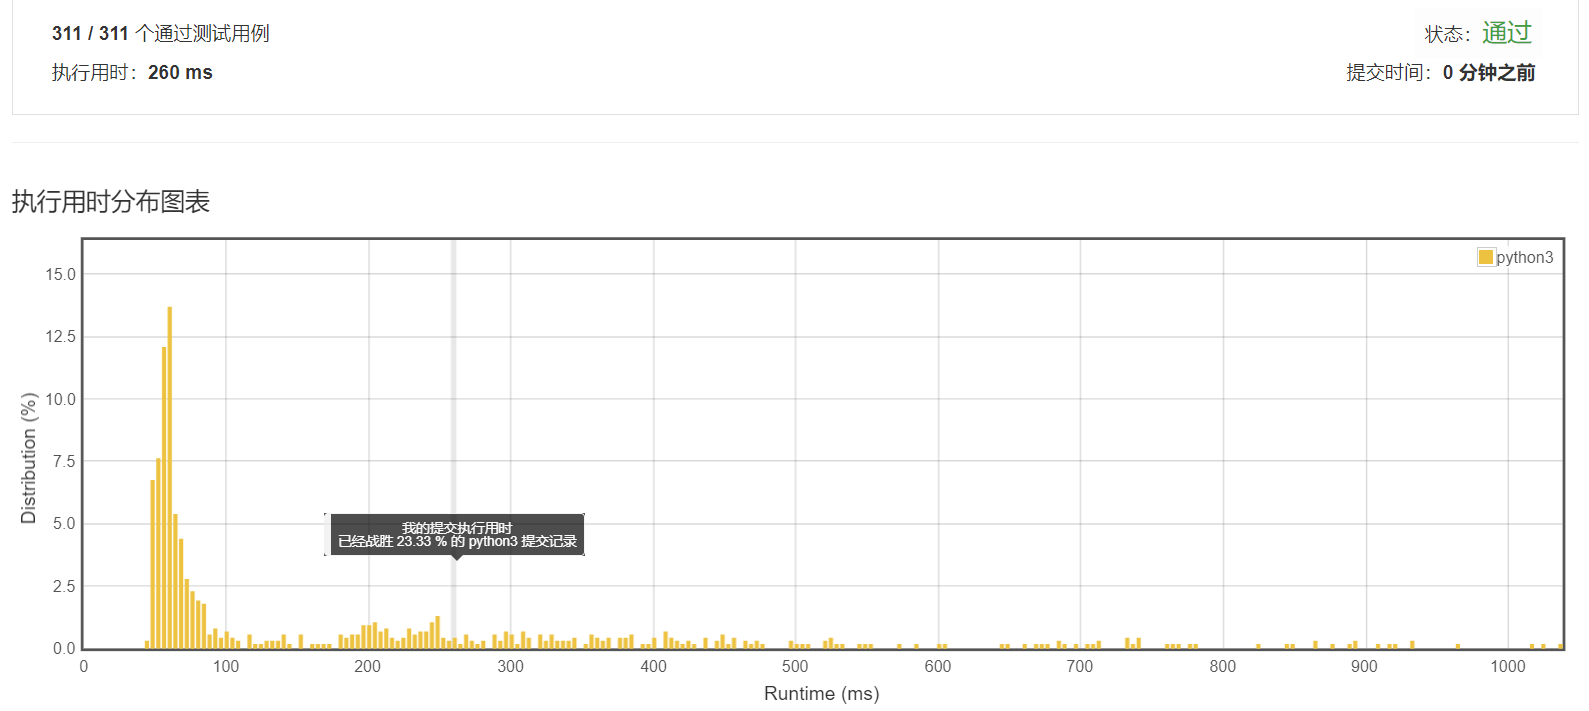 311 / 311 个通过测试用例
状态：通过
执行用时：260 ms
提交时间：0 分钟之前
执行用时分布图表
python3
15.0
12.5
10.0
7.5
5.0
2.5
0.0
Distribution (%)
我的提交执行用时
已经战胜 23.33 % 的 python3 提交记录
0 100 200 300 400 500 600 700 800 900 1000
Runtime (ms)